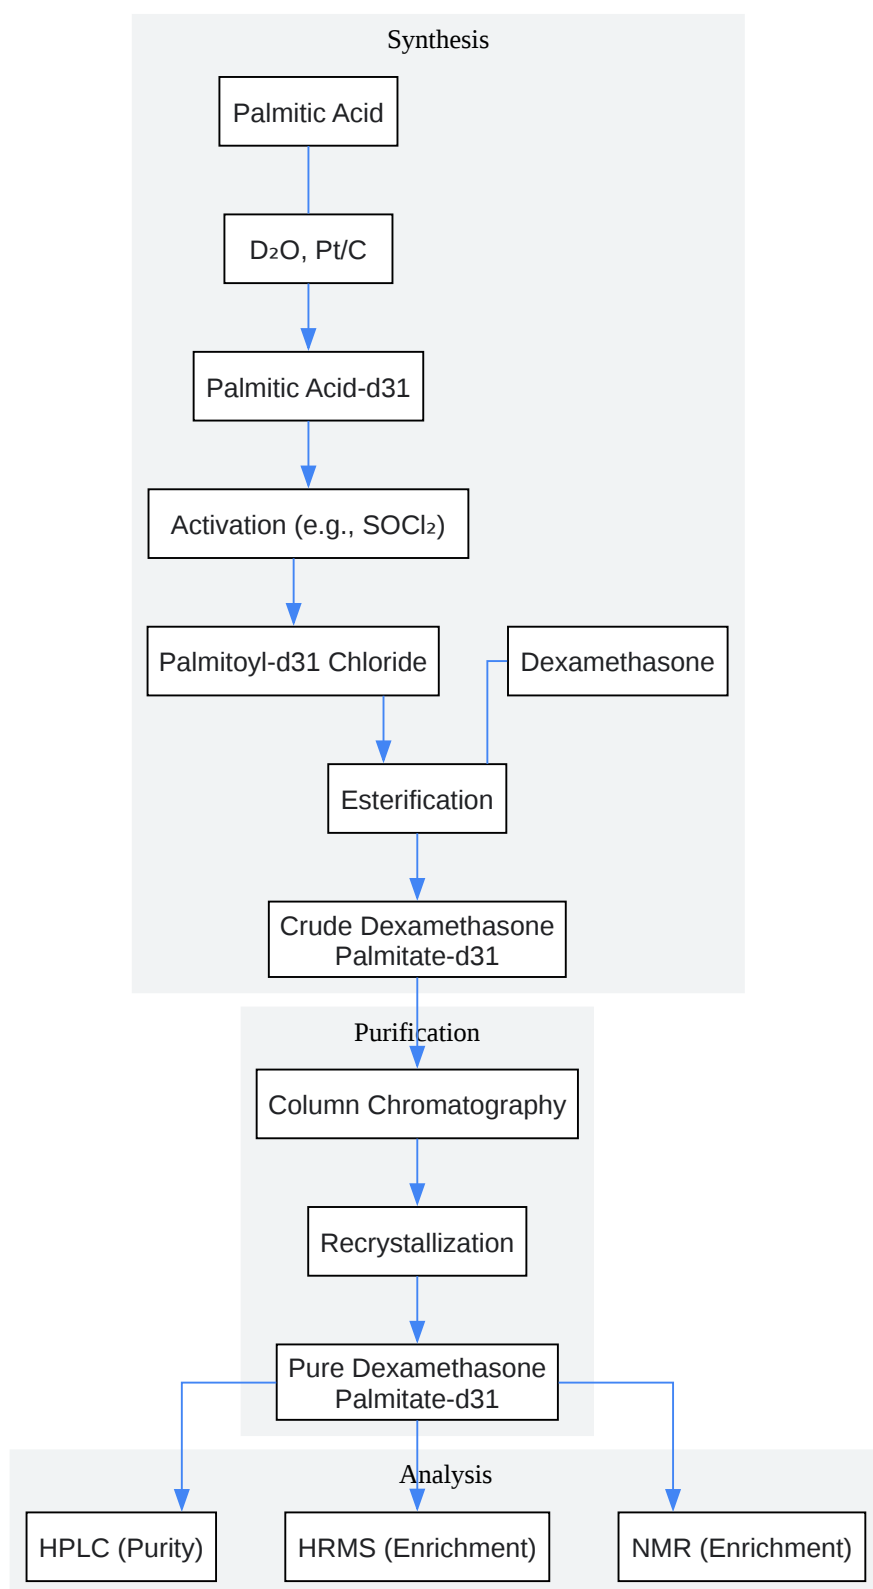 Synthesis
Palmitic Acid
D₂O, Pt/C
Palmitic Acid-d31
Activation (e.g., SOCl₂)
Palmitoyl-d31 Chloride
Dexamethasone
Esterification
Crude Dexamethasone
Palmitate-d31
Purification
Column Chromatography
Recrystallization
Pure Dexamethasone
Palmitate-d31
Analysis
HPLC (Purity)
HRMS (Enrichment)
NMR (Enrichment)